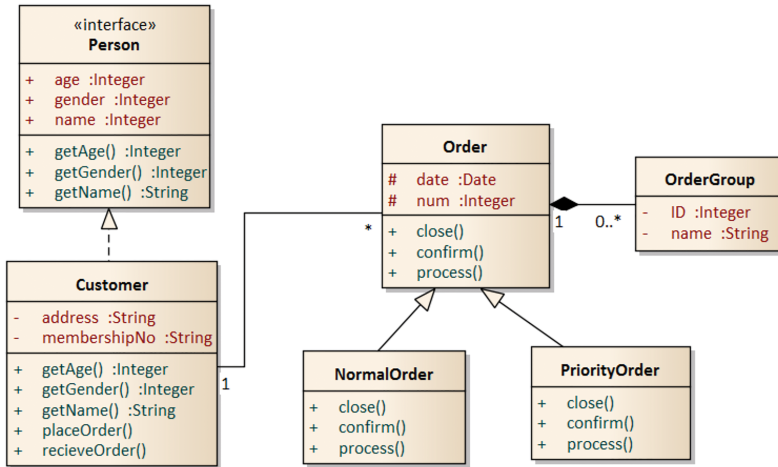 «interface»
Person
+ age :Integer
+ gender :Integer
+ name :Integer
+ getAge() :Integer
+ getGender() :Integer
+ getName() :String
Customer
- address :String
- membershipNo :String
+ getAge() :Integer
+ getGender() :Integer
+ getName() :String
+ placeOrder()
+ recieveOrder()
1
*
Order
# date :Date
# num :Integer
+ close()
+ confirm()
+ process()
1
0..*
OrderGroup
- ID :Integer
- name :String
NormalOrder
+ close()
+ confirm()
+ process()
PriorityOrder
+ close()
+ confirm()
+ process()